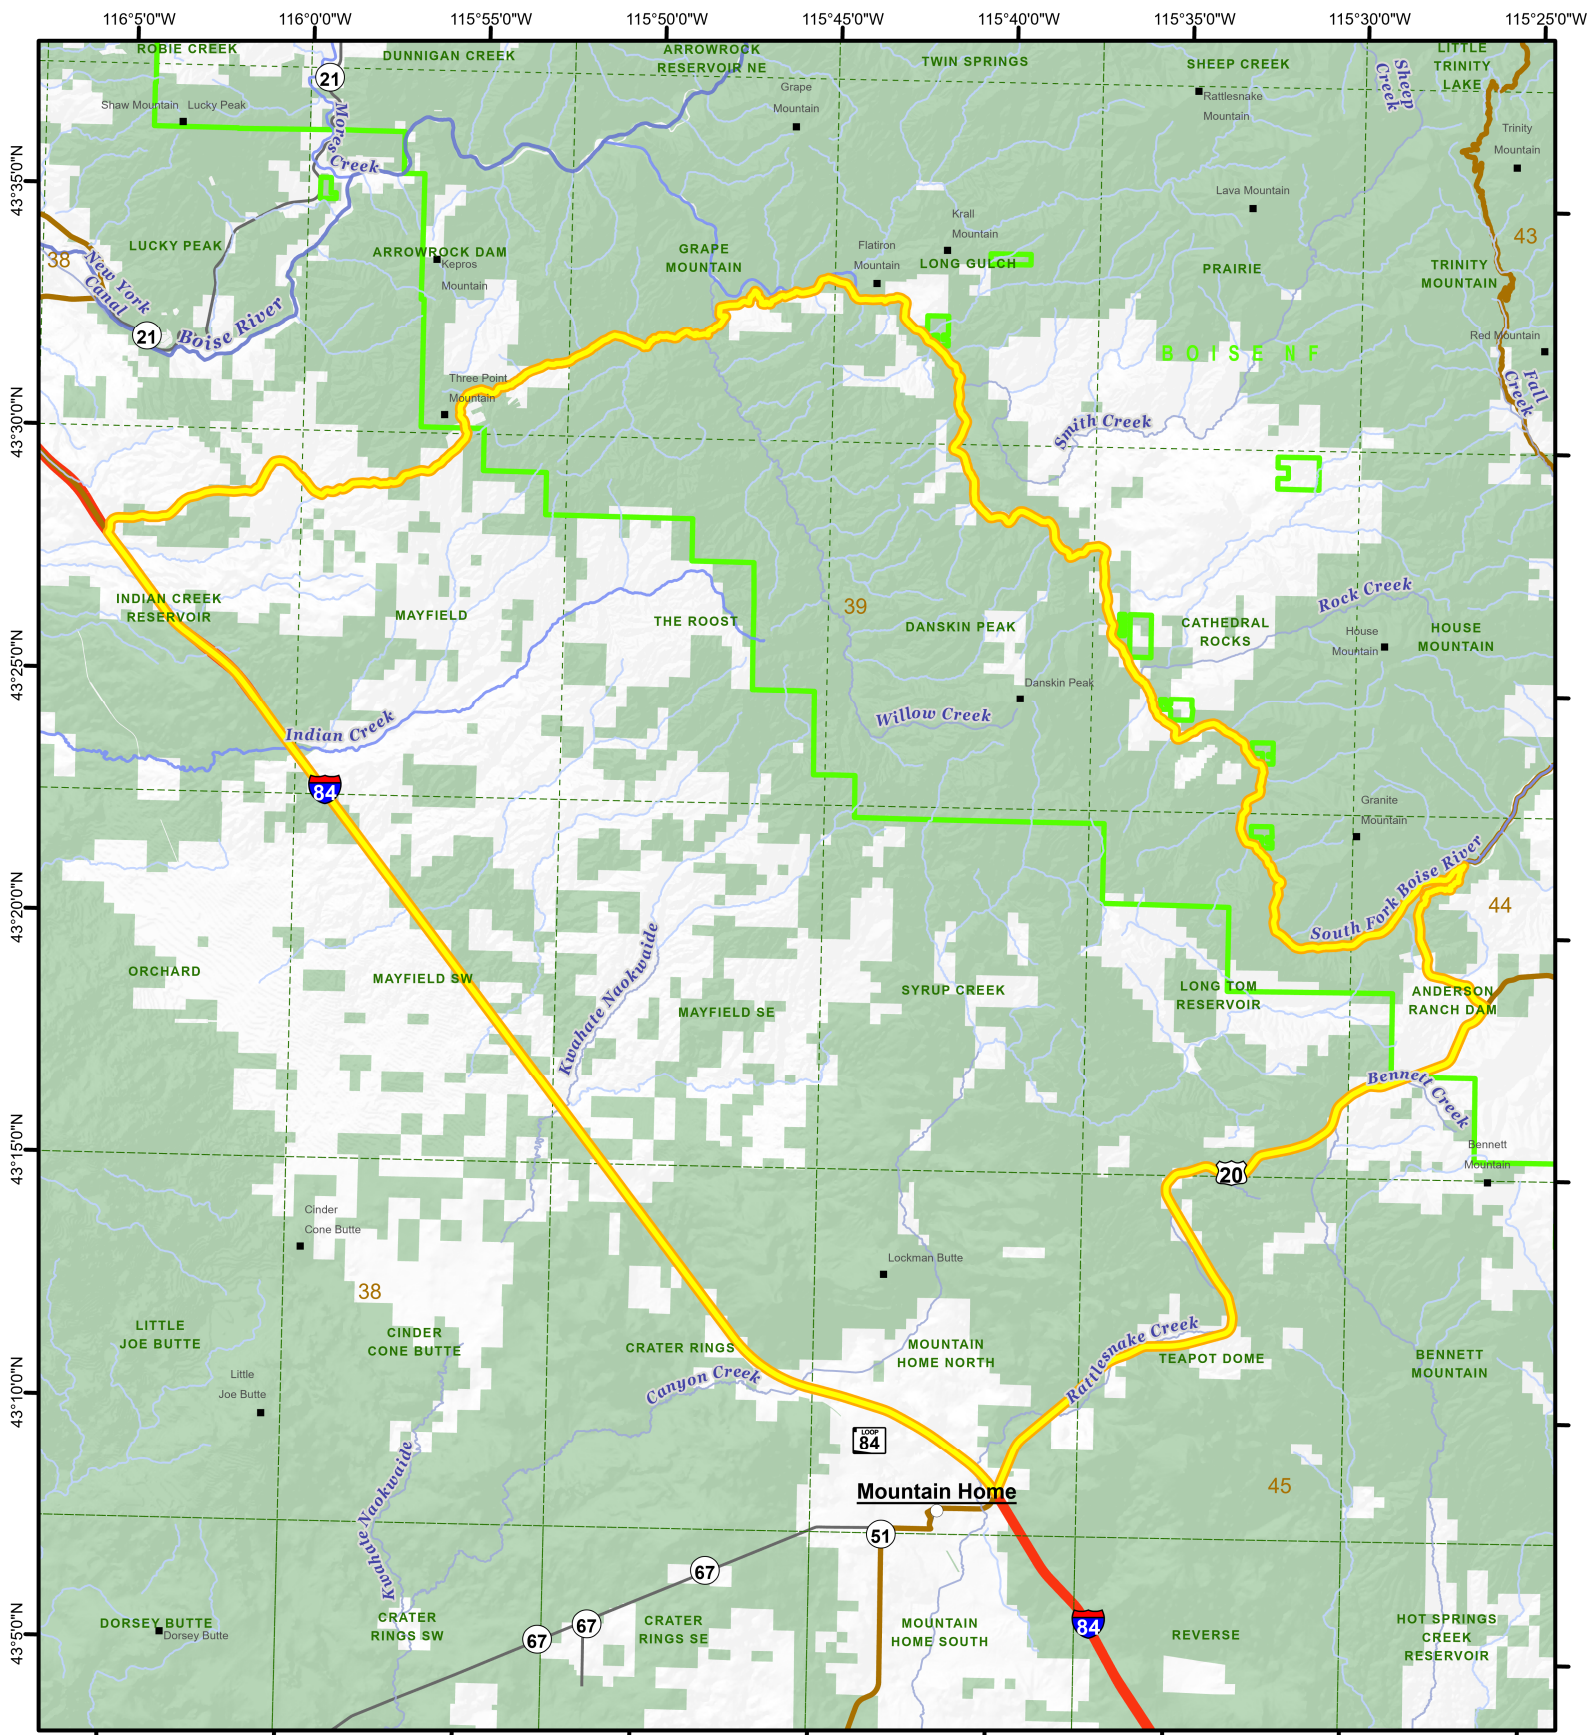 116°5'0"W
116°0'0"W
115°55'0"W
115°50'0"W
115°45'0"W
115°40'0"W
115°35'0"W
115°30'0"W
115°25'0"W
ROBIE CREEK
DUNNIGAN CREEK
ARROWROCK
RESERVOIR NE
TWIN SPRINGS
SHEEP CREEK
LITTLE
TRINITY
LAKE
21
Shaw Mountain
Lucky Peak
Mores
Creek
Grape
Mountain
Rattlesnake
Mountain
Sheep
Creek
Trinity
Mountain
43°35'0"N
Lava Mountain
Krall
Mountain
43
38
LUCKY PEAK
ARROWROCK DAM
Kepros
Mountain
GRAPE
MOUNTAIN
Flatiron
Mountain
LONG GULCH
PRAIRIE
TRINITY
MOUNTAIN
New York
Canal
21
Boise River
Red Mountain
BOISE NF
Three Point
Mountain
Fall
Creek
Smith Creek
43°30'0"N
INDIAN CREEK
RESERVOIR
MAYFIELD
THE ROOST
39
DANSKIN PEAK
CATHEDRAL
ROCKS
Rock Creek
House
Mountain
HOUSE
MOUNTAIN
43°25'0"N
Danskin Peak
Indian Creek
Willow Creek
84
Granite
Mountain
South Fork Boise River
44
43°20'0"N
ORCHARD
MAYFIELD SW
Kwahate Naokwaide
MAYFIELD SE
SYRUP CREEK
LONG TOM
RESERVOIR
ANDERSON
RANCH DAM
Bennett Creek
43°15'0"N
20
Bennett
Mountain
Cinder
Cone Butte
Lockman Butte
38
LITTLE
JOE BUTTE
CINDER
CONE BUTTE
CRATER RINGS
MOUNTAIN
HOME NORTH
Rattlesnake Creek
TEAPOT DOME
BENNETT
MOUNTAIN
43°10'0"N
Little
Joe Butte
Canyon Creek
LOOP
84
Kwahate Naokwaide
Mountain Home
45
51
67
43°5'0"N
DORSEY BUTTE
Dorsey Butte
CRATER
RINGS SW
67
67
CRATER
RINGS SE
MOUNTAIN
HOME SOUTH
84
REVERSE
HOT SPRINGS
CREEK
RESERVOIR